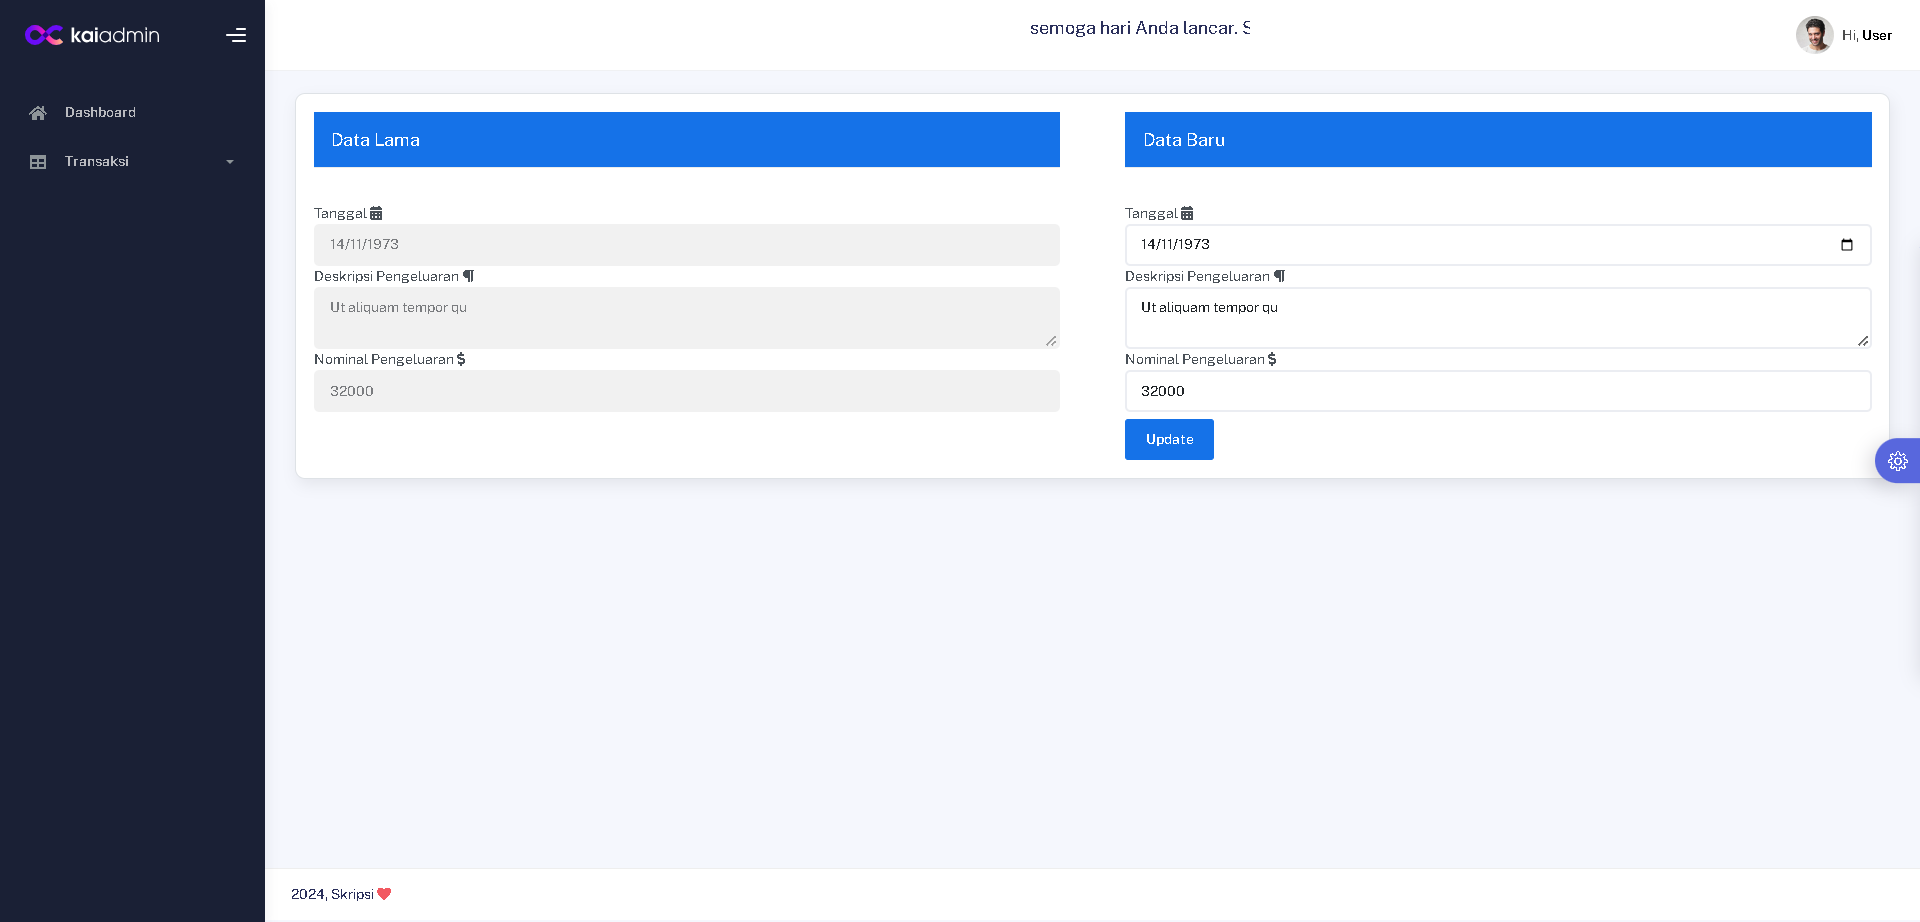 kaiadmin
semoga hari Anda lancar. S
Hi, User
Dashboard
Transaksi
Data Lama
Tanggal
14/11/1973
Deskripsi Pengeluaran
Ut aliquam tempor qu
Nominal Pengeluaran
32000
Data Baru
Tanggal
14/11/1973
Deskripsi Pengeluaran
Ut aliquam tempor qu
Nominal Pengeluaran
32000
Update
2024, Skripsi